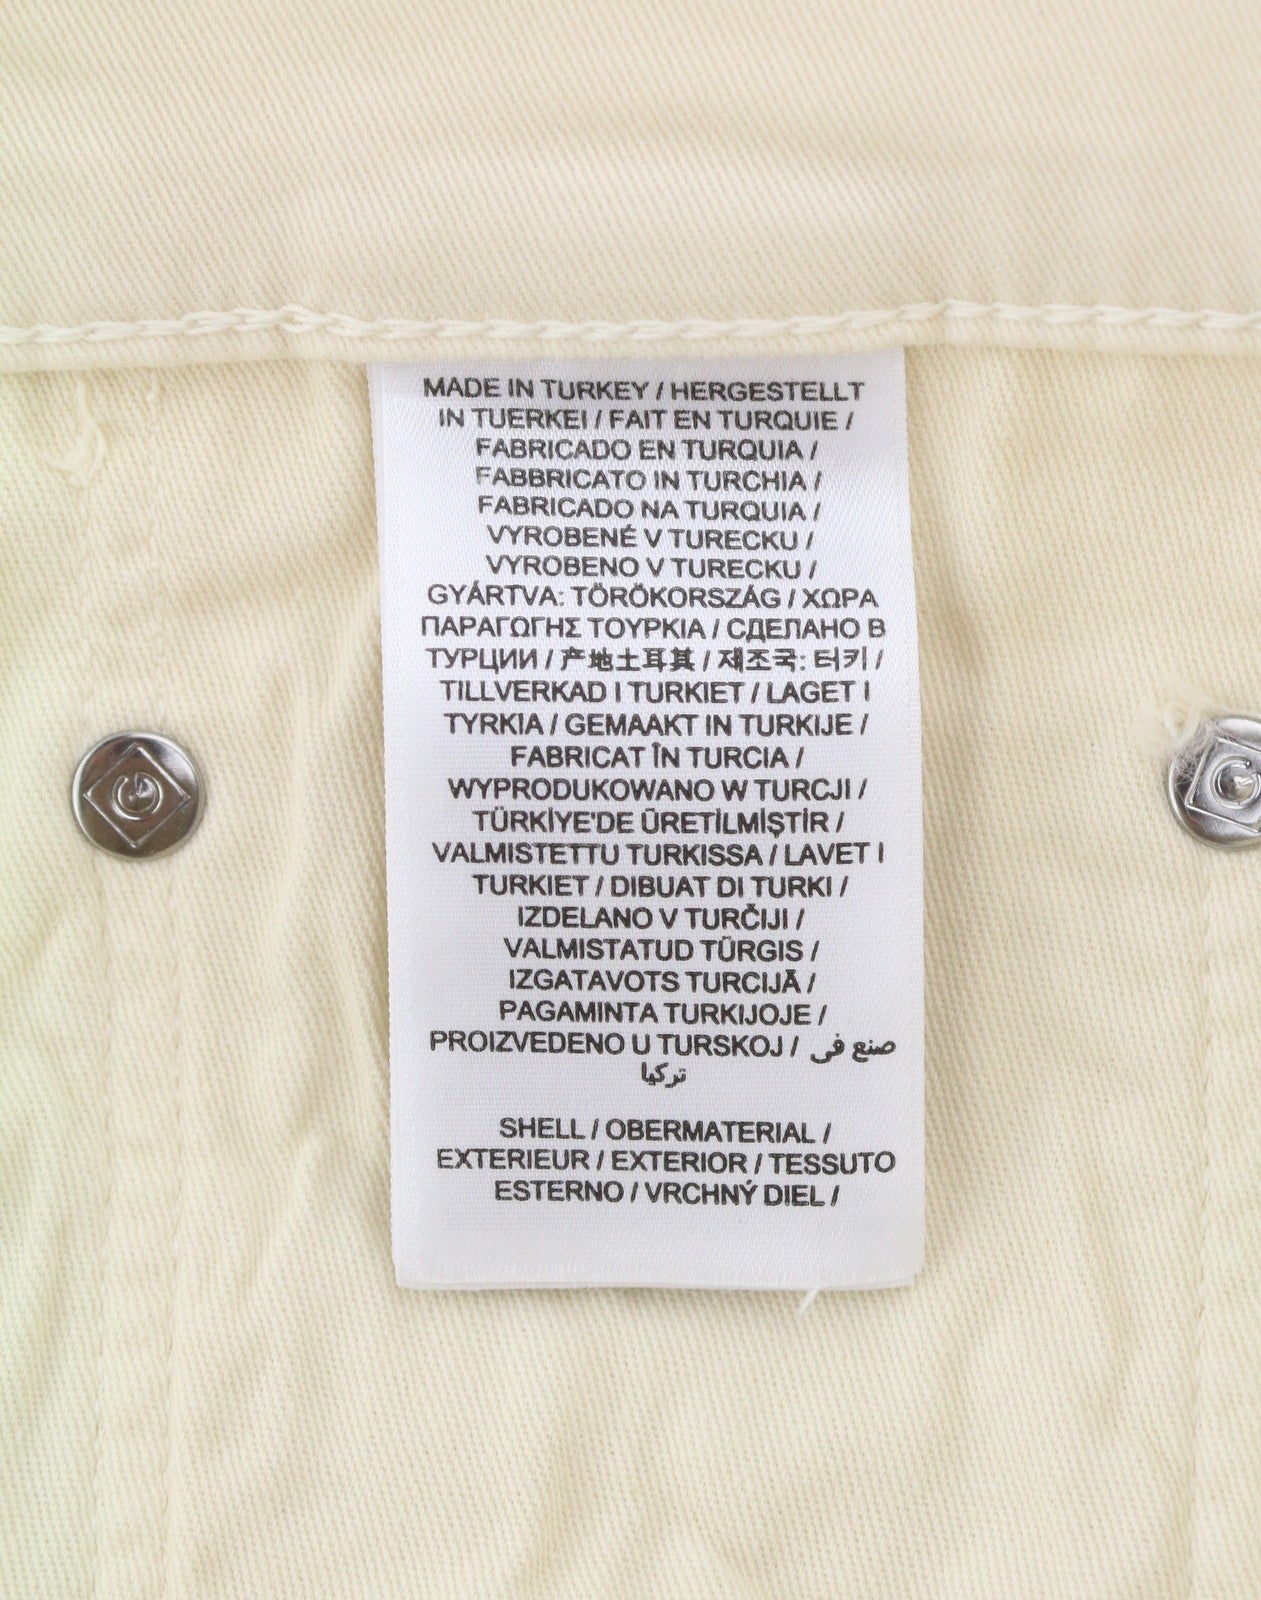 MADE IN TURKEY / HERGESTELLT
IN TUERKEI / FAIT EN TURQUIE /
FABRICADO EN TURQUIA /
FABBRICATO IN TURCHIA /
FABRICADO NA TURQUIA /
VYROBENÉ V TURECKU /
VYROBENO V TURECKU /
GYÁRTVA: TÖRÖKORSZÁG / ΧΩΡΑ
ΠΑΡΑΓΩΓΗΣ ΤΟΥΡΚΙΑ / СДЕЛАНО В
ТУРЦИИ / 产地土耳其 / 제조국: 터키 /
TILLVERKAD I TURKIET / LAGET I
TYRKIA / GEMAAKT IN TURKIJE /
FABRICAT ÎN TURCIA /
WYPRODUKOWANO W TURCJI /
TÜRKİYE'DE ÜRETİLMİŞTİR /
VALMISTETTU TURKISSA / LAVET I
TURKIET / DIBUAT DI TURKI /
IZDELANO V TURČIJI /
VALMISTATUD TÜRGIS /
IZGATAVOTS TURCIJĀ /
PAGAMINTA TURKIJOJE /
PROIZVEDENO U TURSKOJ / صنع في
تركيا
SHELL / OBERMATERIAL /
EXTERIEUR / EXTERIOR / TESSUTO
ESTERNO / VRCHNÝ DIEL /
G
G